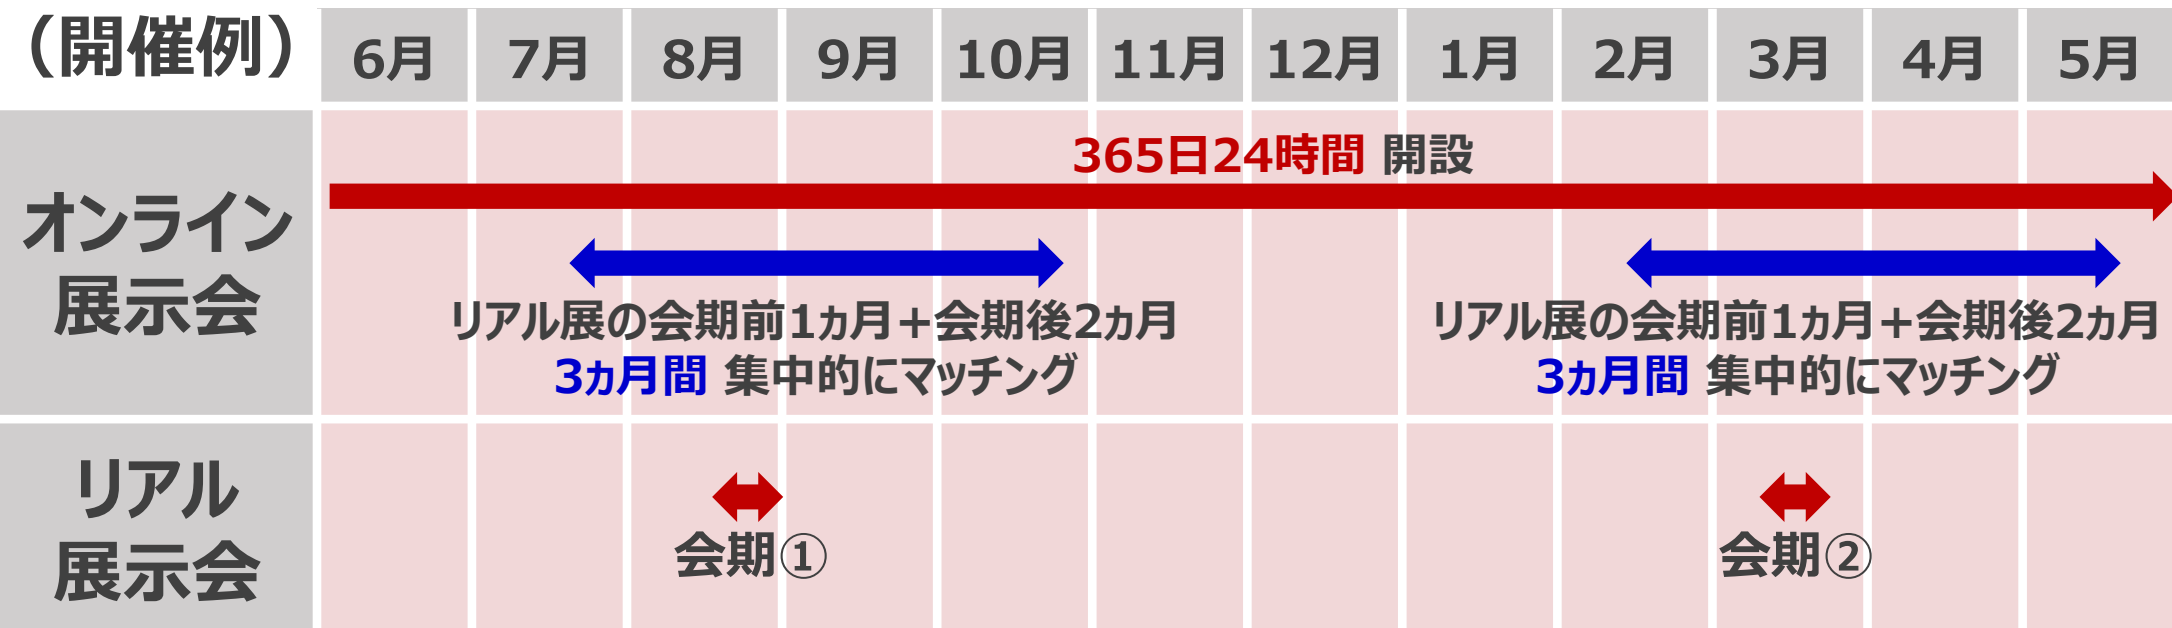 （開催例）
6月 7月 8月 9月 10月 11月 12月 1月 2月 3月 4月 5月
オンライン
展示会
365日24時間 開設
リアル展の会期前1ヵ月+会期後2ヵ月
3ヵ月間 集中的にマッチング
リアル展の会期前1ヵ月+会期後2ヵ月
3ヵ月間 集中的にマッチング
リアル
展示会
会期①
会期②